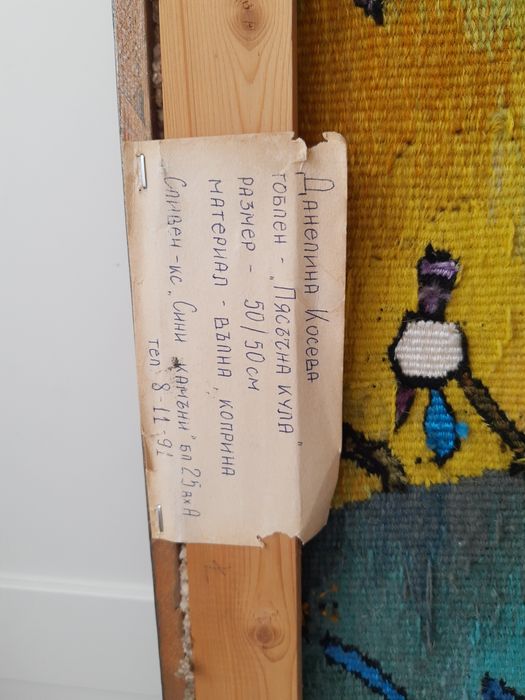 Данелина Косева
гоблен - "Пясъчна кула"
размер - 50/50 см
материал - вълна, коприна
Сливен - кс. "Сини камъни" бл 25 вх А
тел 8-11-91